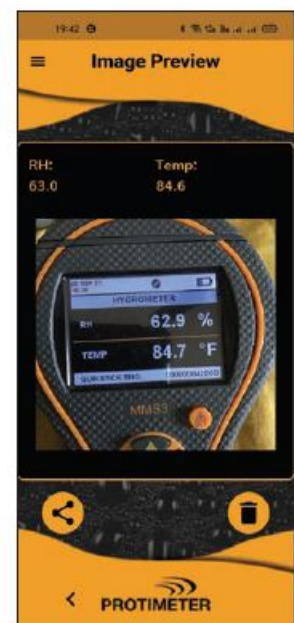 19:42
Image Preview
RH: Temp:
63.0 84.6
HYGROMETER
RH 62.9 %
TEMP 84.7 °F
MMS3
PROTIMETER